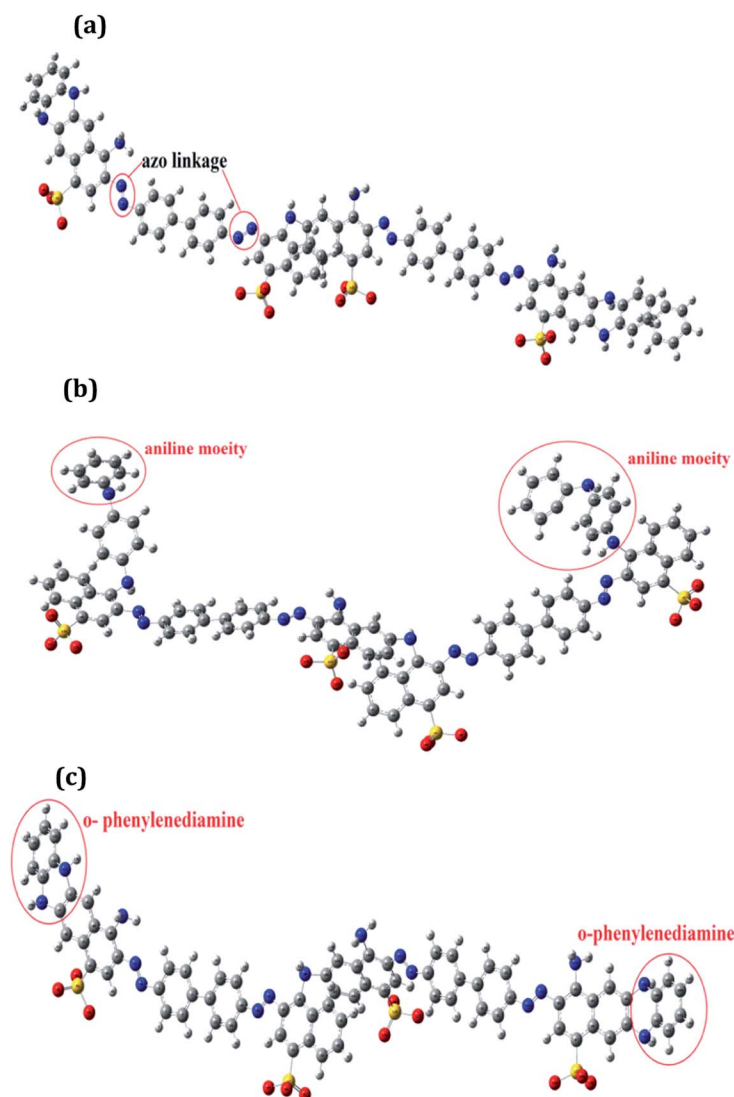 (a)
azo linkage
(b)
aniline moeity
aniline moeity
(c)
o- phenylenediamine
o-phenylenediamine